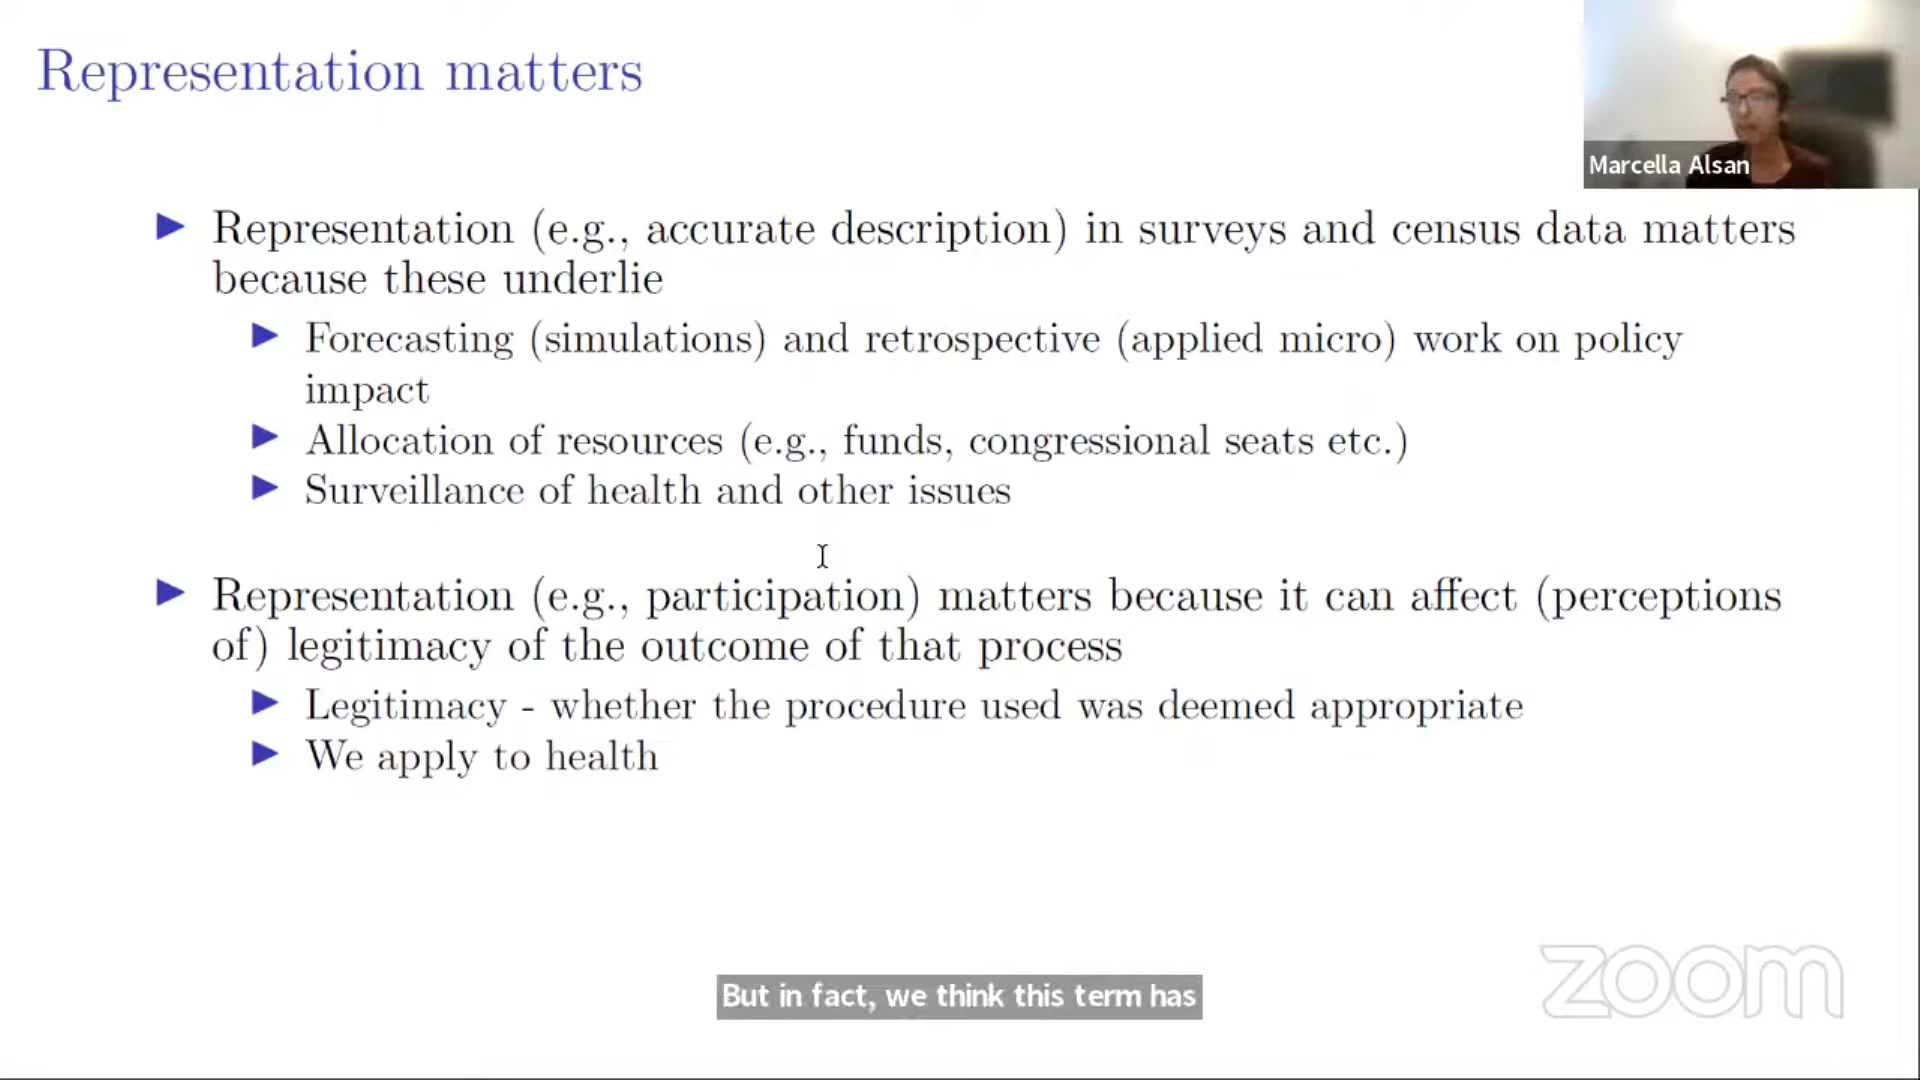 Representation matters
Marcella Alsan
Representation (e.g., accurate description) in surveys and census data matters
because these underlie
Forecasting (simulations) and retrospective (applied micro) work on policy
impact
Allocation of resources (e.g., funds, congressional seats etc.)
Surveillance of health and other issues
Representation (e.g., participation) matters because it can affect (perceptions
of) legitimacy of the outcome of that process
Legitimacy - whether the procedure used was deemed appropriate
We apply to health
zoom
But in fact, we think this term has